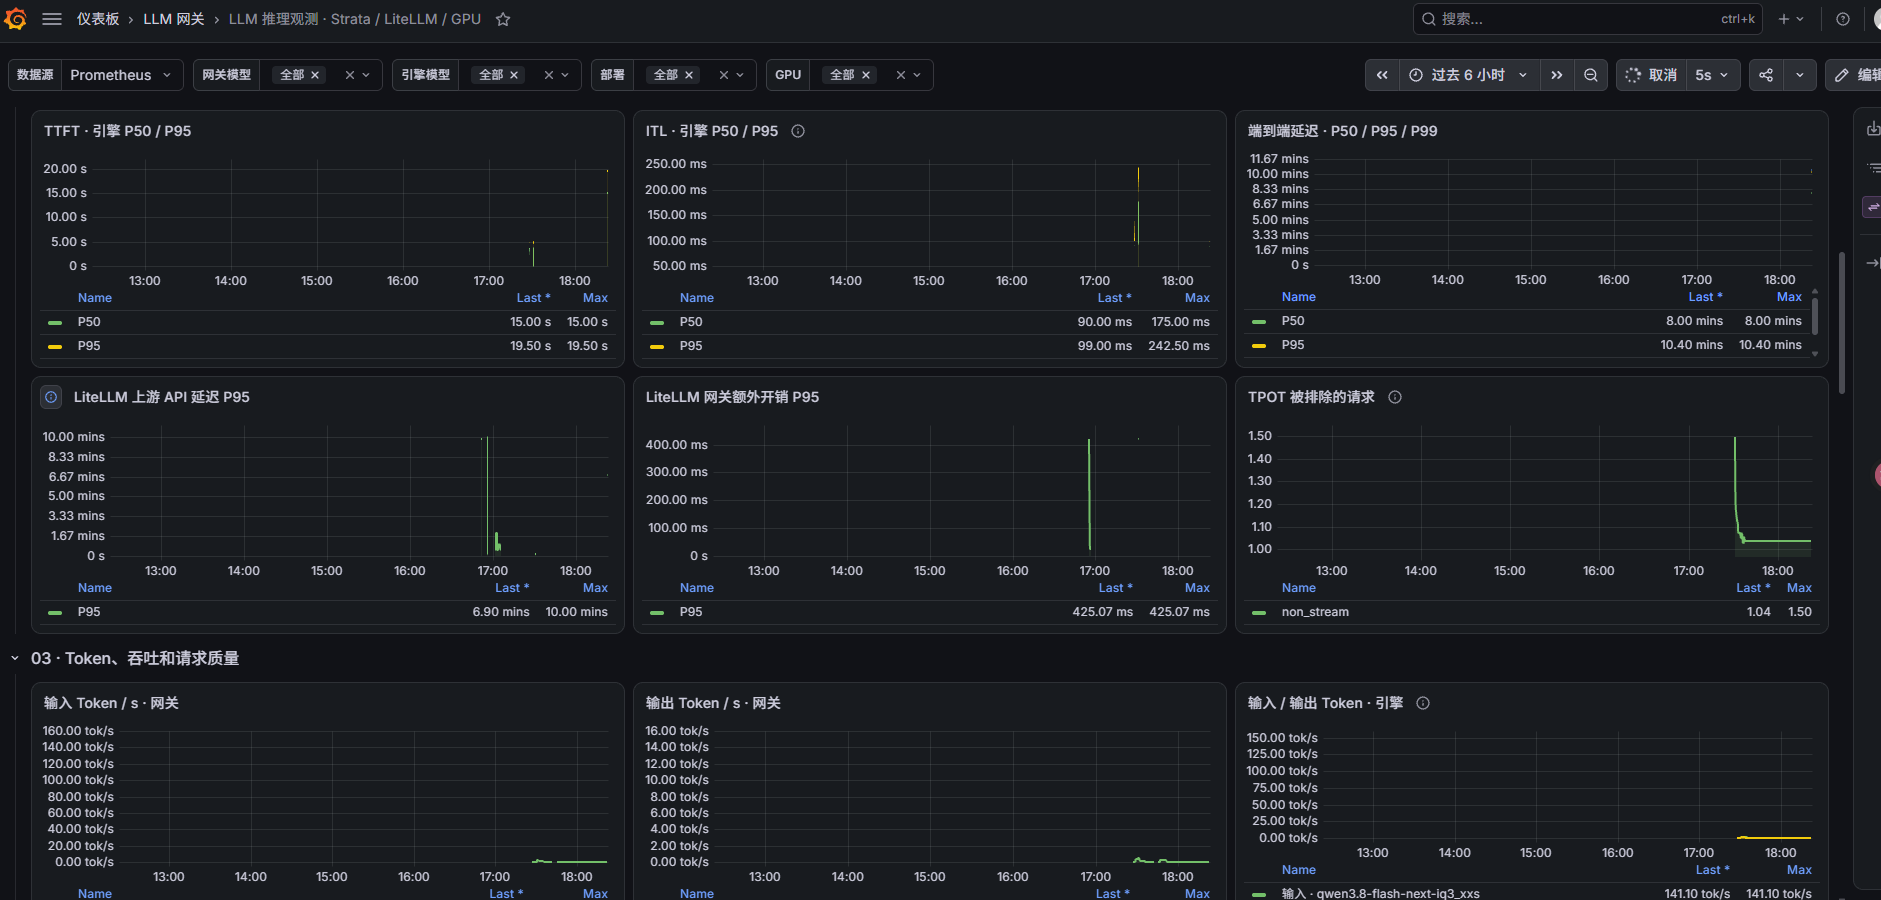 仪表板 › LLM 网关 › LLM 推理观测 · Strata / LiteLLM / GPU
搜索... ctrl+k
数据源 Prometheus 网关模型 全部 引擎模型 全部 部署 全部 GPU 全部 过去 6 小时 取消 5s 编辑
TTFT · 引擎 P50 / P95
20.00 s
15.00 s
10.00 s
5.00 s
0 s
13:00 14:00 15:00 16:00 17:00 18:00
Name Last * Max
P50 15.00 s 15.00 s
P95 19.50 s 19.50 s
ITL · 引擎 P50 / P95
250.00 ms
200.00 ms
150.00 ms
100.00 ms
50.00 ms
13:00 14:00 15:00 16:00 17:00 18:00
Name Last * Max
P50 90.00 ms 175.00 ms
P95 99.00 ms 242.50 ms
端到端延迟 · P50 / P95 / P99
11.67 mins
10.00 mins
8.33 mins
6.67 mins
5.00 mins
3.33 mins
1.67 mins
0 s
13:00 14:00 15:00 16:00 17:00 18:00
Name Last * Max
P50 8.00 mins 8.00 mins
P95 10.40 mins 10.40 mins
LiteLLM 上游 API 延迟 P95
10.00 mins
8.33 mins
6.67 mins
5.00 mins
3.33 mins
1.67 mins
0 s
13:00 14:00 15:00 16:00 17:00 18:00
Name Last * Max
P95 6.90 mins 10.00 mins
LiteLLM 网关额外开销 P95
400.00 ms
300.00 ms
200.00 ms
100.00 ms
0 s
13:00 14:00 15:00 16:00 17:00 18:00
Name Last * Max
P95 425.07 ms 425.07 ms
TPOT 被排除的请求
1.50
1.40
1.30
1.20
1.10
1.00
13:00 14:00 15:00 16:00 17:00 18:00
Name Last * Max
non_stream 1.04 1.50
03 · Token、吞吐和请求质量
输入 Token / s · 网关
160.00 tok/s
140.00 tok/s
120.00 tok/s
100.00 tok/s
80.00 tok/s
60.00 tok/s
40.00 tok/s
20.00 tok/s
0.00 tok/s
13:00 14:00 15:00 16:00 17:00 18:00
Name Last * Max
输出 Token / s · 网关
16.00 tok/s
14.00 tok/s
12.00 tok/s
10.00 tok/s
8.00 tok/s
6.00 tok/s
4.00 tok/s
2.00 tok/s
0.00 tok/s
13:00 14:00 15:00 16:00 17:00 18:00
Name Last * Max
输入 / 输出 Token · 引擎
150.00 tok/s
125.00 tok/s
100.00 tok/s
75.00 tok/s
50.00 tok/s
25.00 tok/s
0.00 tok/s
13:00 14:00 15:00 16:00 17:00 18:00
Name Last * Max
输入 · qwen3.8-flash-next-iq3_xxs 141.10 tok/s 141.10 tok/s